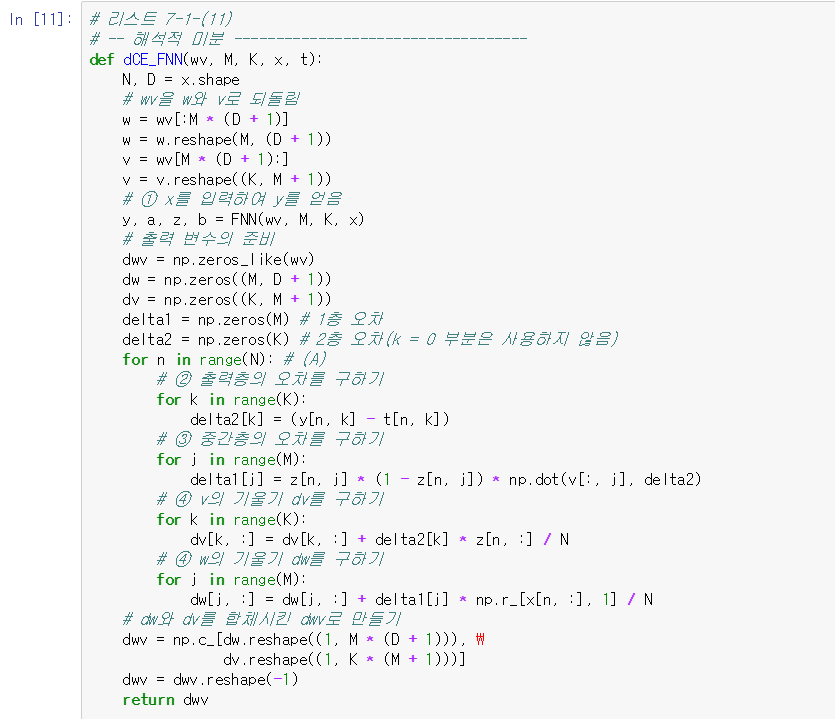 In [11]:
# 리스트 7-1-(11)
# -- 해석적 미분 -----------------------------------
def dCE_FNN(wv, M, K, x, t):
    N, D = x.shape
    # wv을 w와 v로 되돌림
    w = wv[:M * (D + 1)]
    w = w.reshape(M, (D + 1))
    v = wv[M * (D + 1):]
    v = v.reshape((K, M + 1))
    # ① x를 입력하여 y를 얻음
    y, a, z, b = FNN(wv, M, K, x)
    # 출력 변수의 준비
    dwv = np.zeros_like(wv)
    dw = np.zeros((M, D + 1))
    dv = np.zeros((K, M + 1))
    delta1 = np.zeros(M) # 1층 오차
    delta2 = np.zeros(K) # 2층 오차(k = 0 부분은 사용하지 않음)
    for n in range(N): # (A)
        # ② 출력층의 오차를 구하기
        for k in range(K):
            delta2[k] = (y[n, k] - t[n, k])
        # ③ 중간층의 오차를 구하기
        for j in range(M):
            delta1[j] = z[n, j] * (1 - z[n, j]) * np.dot(v[:, j], delta2)
        # ④ v의 기울기 dv를 구하기
        for k in range(K):
            dv[k, :] = dv[k, :] + delta2[k] * z[n, :] / N
        # ④ w의 기울기 dw를 구하기
        for j in range(M):
            dw[j, :] = dw[j, :] + delta1[j] * np.r_[x[n, :], 1] / N
    # dw와 dv를 합체시킨 dwv로 만들기
    dwv = np.c_[dw.reshape((1, M * (D + 1))), ₩
                dv.reshape((1, K * (M + 1)))]
    dwv = dwv.reshape(-1)
    return dwv